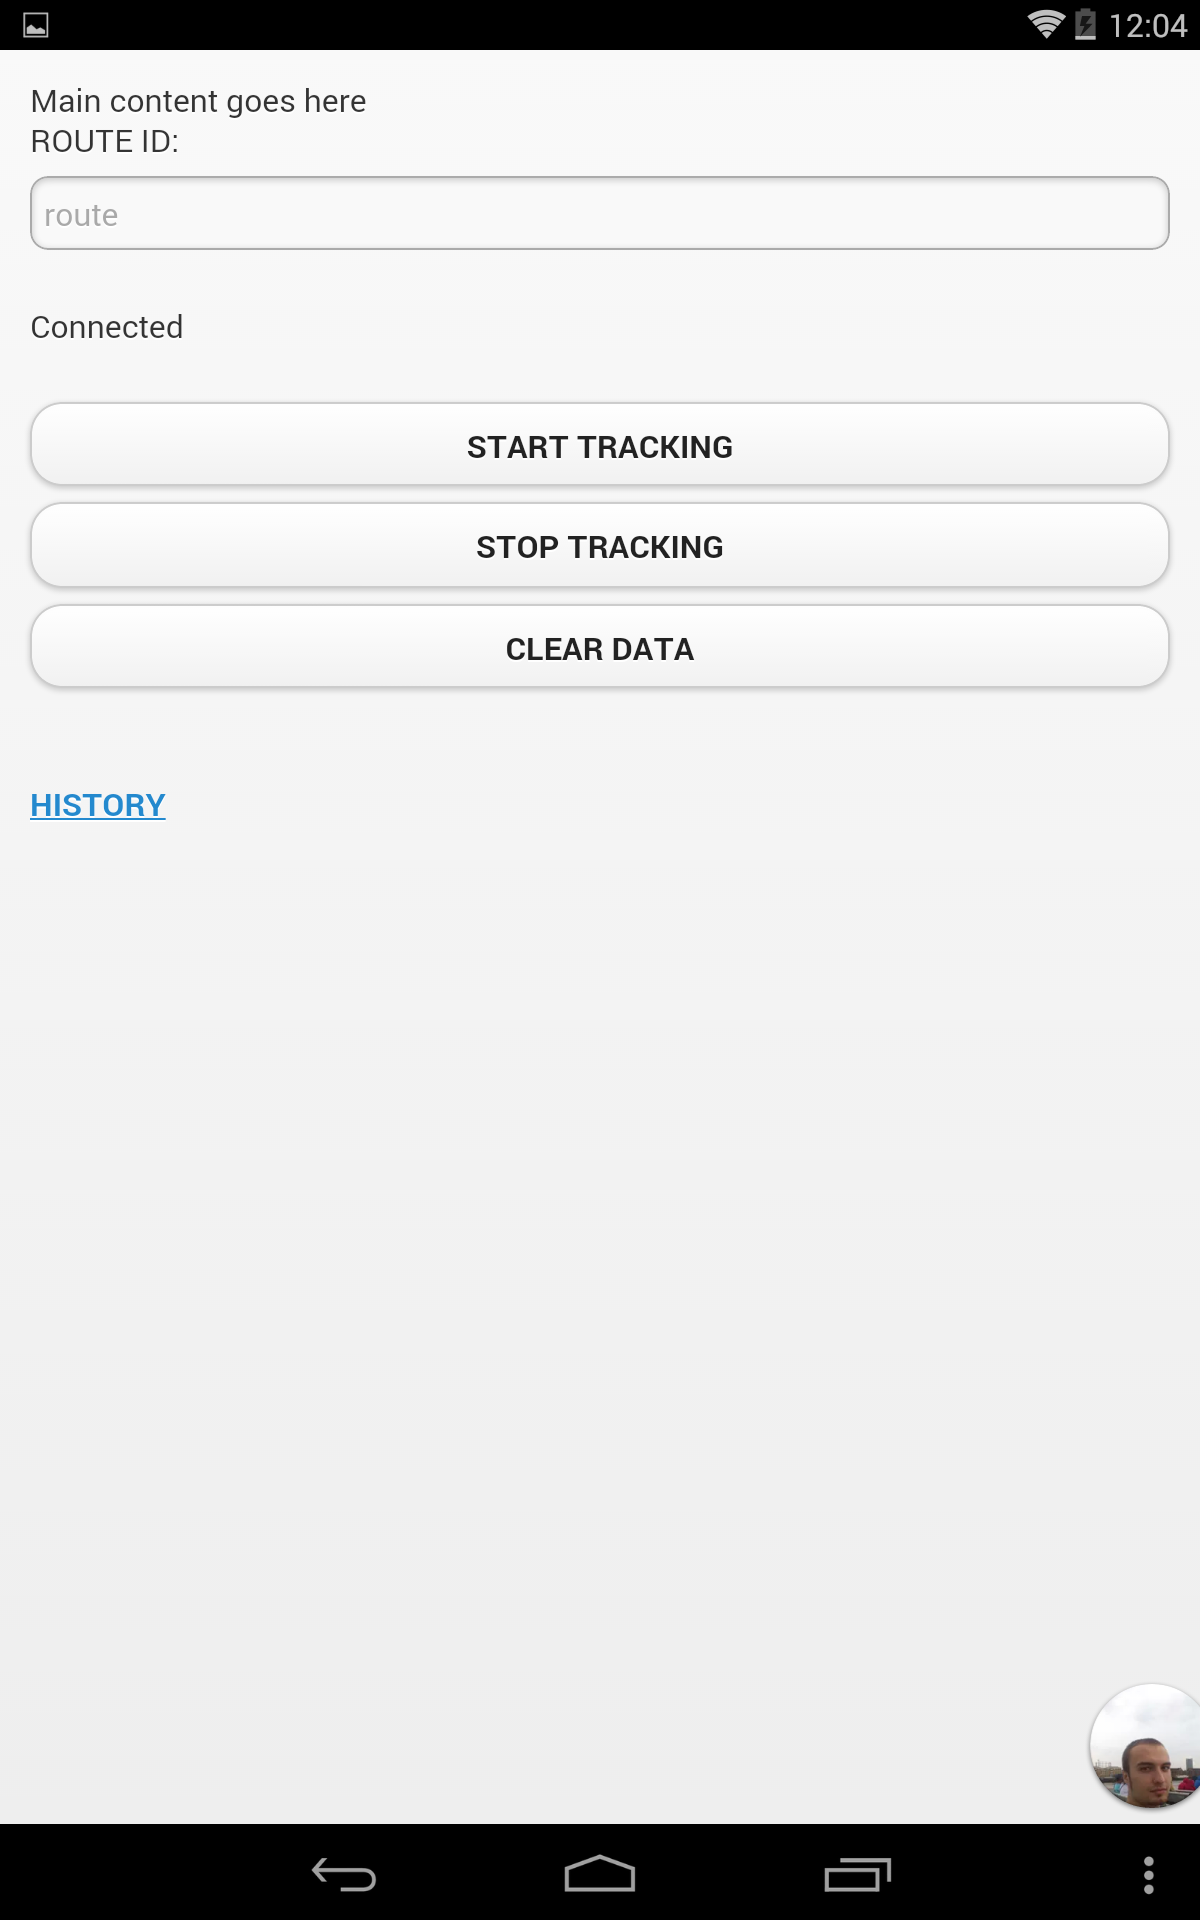 12:04
Main content goes here
ROUTE ID:
route
Connected
START TRACKING
STOP TRACKING
CLEAR DATA
HISTORY